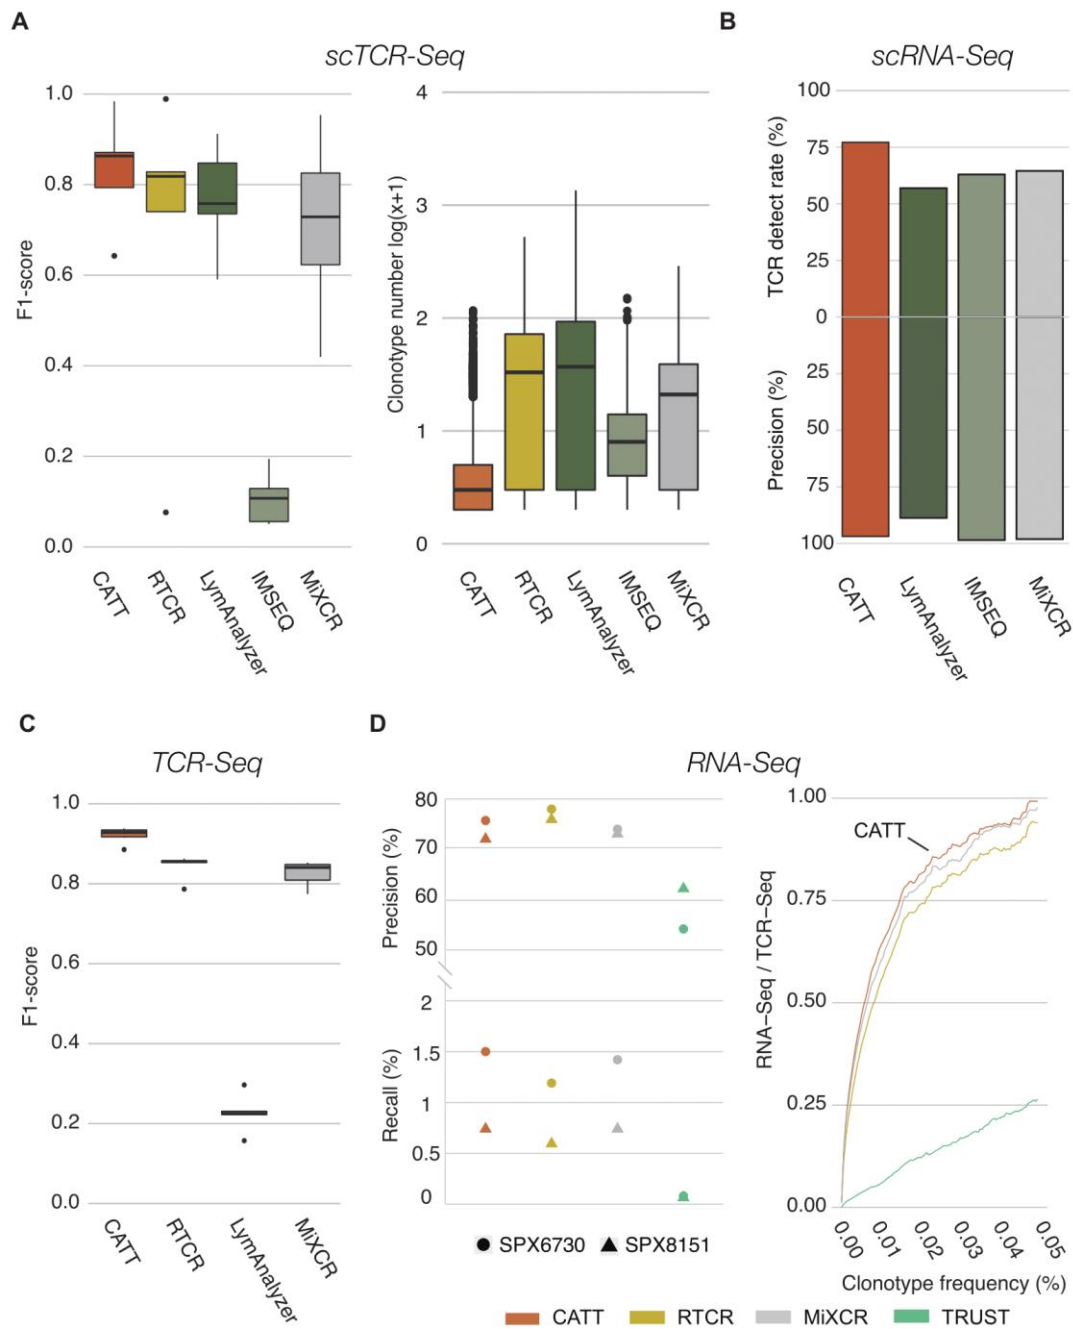 A
B
scTCR-Seq
scRNA-Seq
F1-score
1.0
0.8
0.6
0.4
0.2
0.0
CATT
RTCR
LymAnalyzer
IMSEQ
MiXCR
Clonotype number log(x+1)
4
3
2
1
0
CATT
RTCR
LymAnalyzer
IMSEQ
MiXCR
TCR detect rate (%)
Precision (%)
100
75
50
25
0
25
50
75
100
CATT
LymAnalyzer
IMSEQ
MiXCR
C
D
TCR-Seq
RNA-Seq
F1-score
1.0
0.8
0.6
0.4
0.2
0.0
CATT
RTCR
LymAnalyzer
MiXCR
Precision (%)
80
70
60
50
Recall (%)
2
1.5
1
0.5
0
SPX6730
SPX8151
RNA–Seq / TCR–Seq
1.00
0.75
0.50
0.25
0.00
CATT
0.00
0.01
0.02
0.03
0.04
0.05
Clonotype frequency (%)
CATT
RTCR
MiXCR
TRUST